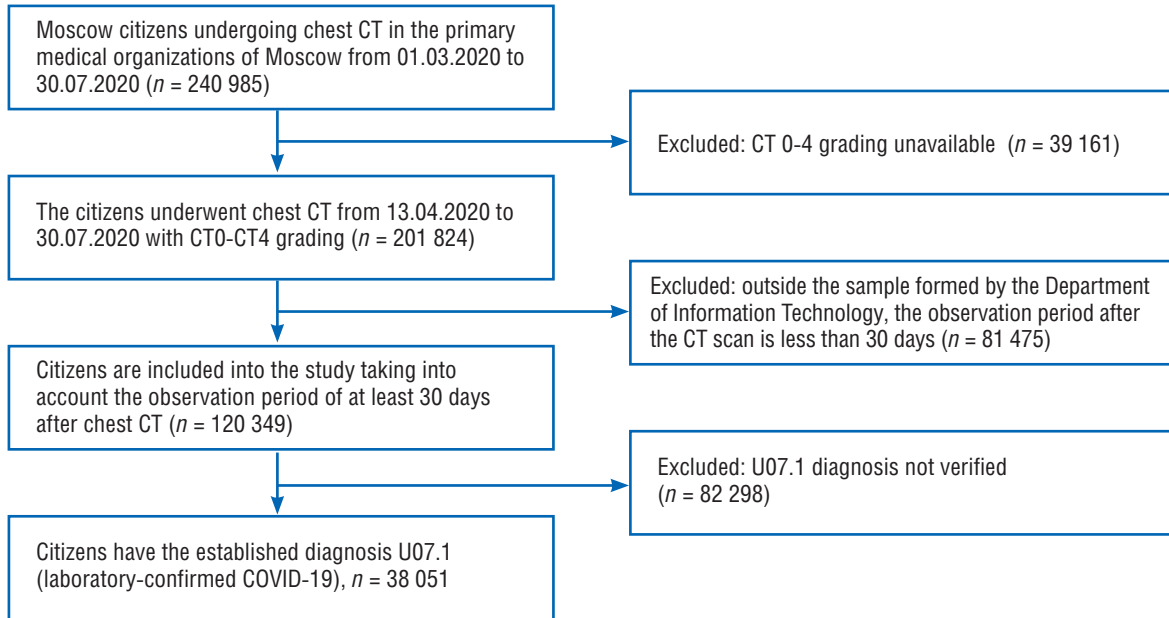 Moscow citizens undergoing chest CT in the primary
medical organizations of Moscow from 01.03.2020 to
30.07.2020 (n = 240 985)
Excluded: CT 0-4 grading unavailable (n = 39 161)
The citizens underwent chest CT from 13.04.2020 to
30.07.2020 with CT0-CT4 grading (n = 201 824)
Excluded: outside the sample formed by the Department
of Information Technology, the observation period after
the CT scan is less than 30 days (n = 81 475)
Citizens are included into the study taking into
account the observation period of at least 30 days
after chest CT (n = 120 349)
Excluded: U07.1 diagnosis not verified
(n = 82 298)
Citizens have the established diagnosis U07.1
(laboratory-confirmed COVID-19), n = 38 051